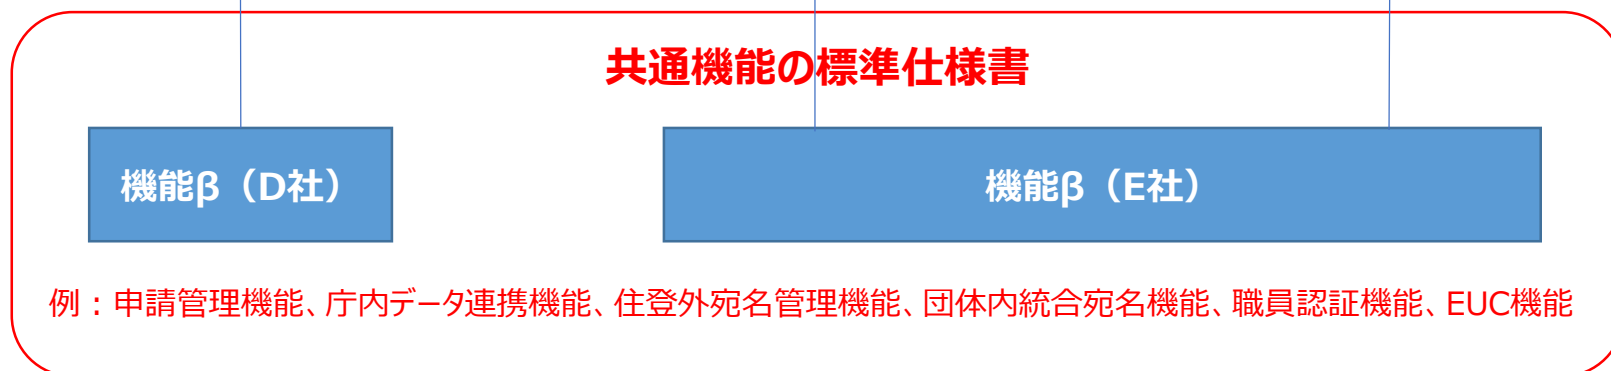 共通機能の標準仕様書
機能β（D社）
機能β（E社）
例：申請管理機能、庁内データ連携機能、住登外宛名管理機能、団体内統合宛名機能、職員認証機能、EUC機能